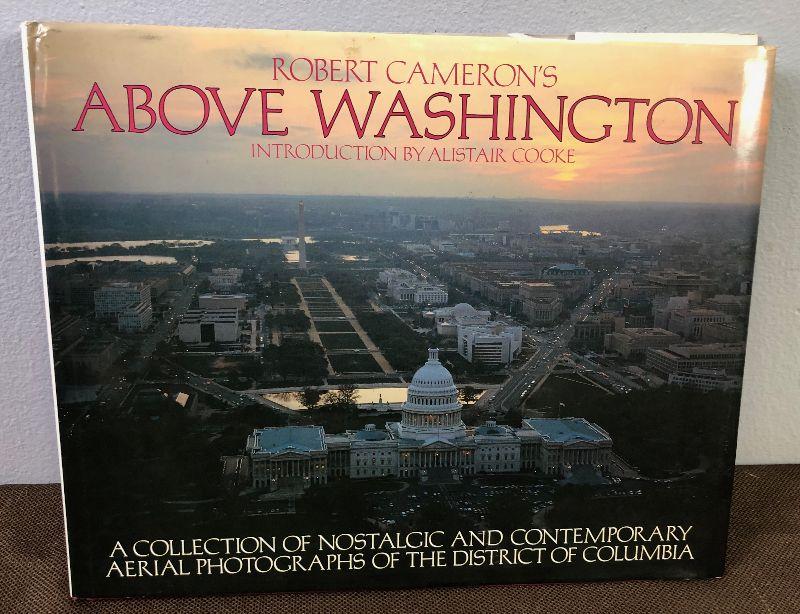 ROBERT CAMERON'S
ABOVE WASHINGTON
INTRODUCTION BY ALISTAIR COOKE
A COLLECTION OF NOSTALGIC AND CONTEMPORARY
AERIAL PHOTOGRAPHS OF THE DISTRICT OF COLUMBIA